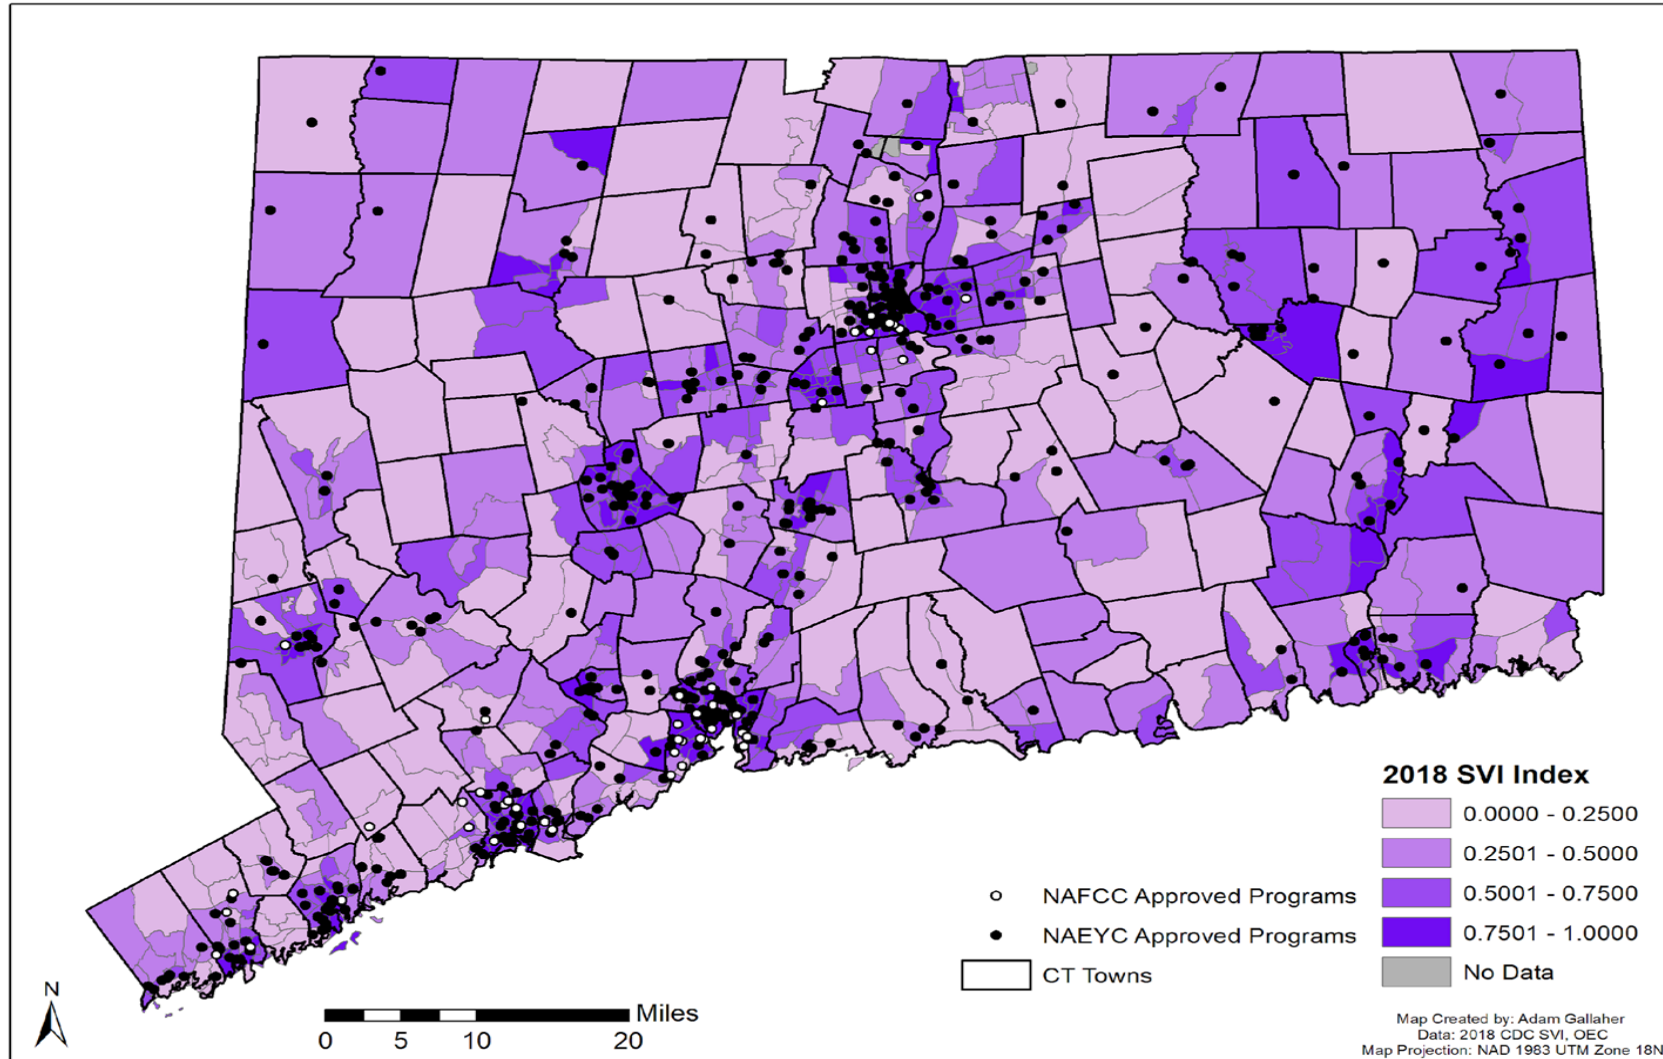 2018 SVI Index
0.0000 - 0.2500
0.2501 - 0.5000
0.5001 - 0.7500
0.7501 - 1.0000
No Data
NAFCC Approved Programs
NAEYC Approved Programs
CT Towns
N
Miles
0 5 10 20
Map Created by: Adam Gallaher
Data: 2018 CDC SVI, OEC
Map Projection: NAD 1983 UTM Zone 18N